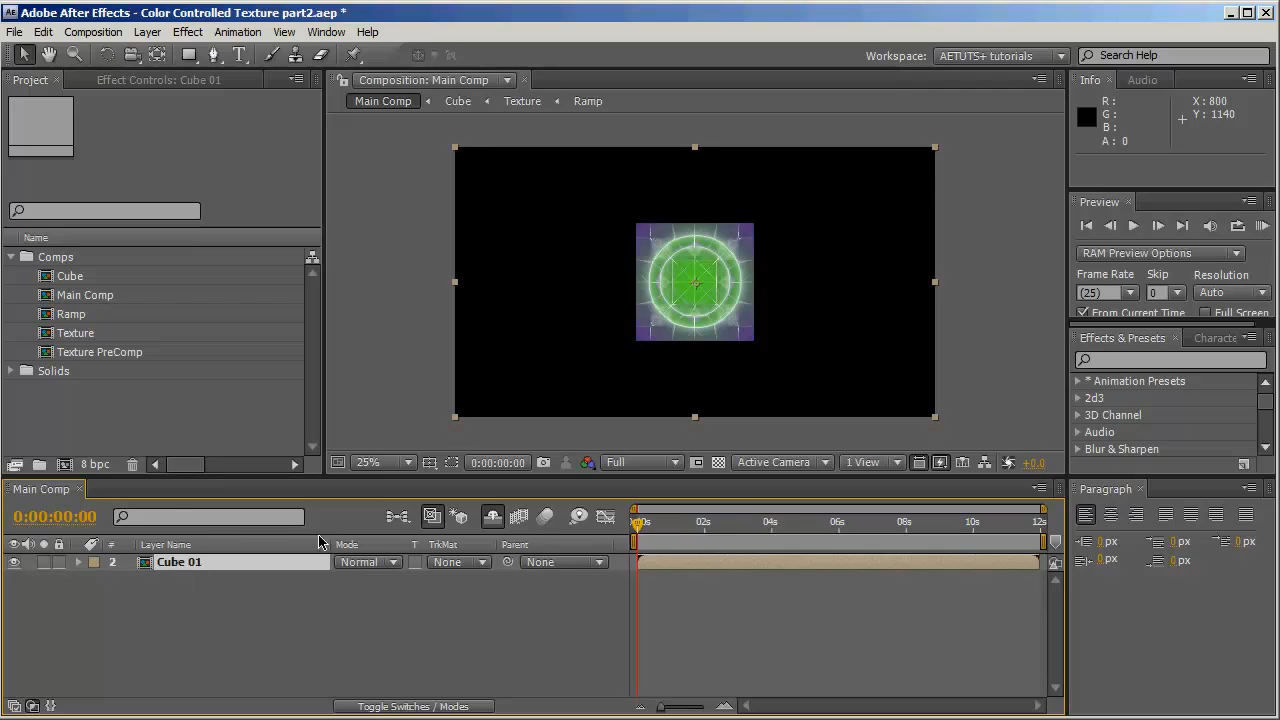 Adobe After Effects - Color Controlled Texture part2.aep *
File Edit Composition Layer Effect Animation View Window Help
Workspace: AETUTS+ tutorials Search Help
Project Effect Controls: Cube 01 Composition: Main Comp Info Audio
Main Comp Cube Texture Ramp
R: X: 800
G: Y: 1140
B:
A: 0
Preview
Name
Comps
Cube
Main Comp
Ramp
Texture
Texture PreComp
Solids
RAM Preview Options
Frame Rate Skip Resolution
(25) 0 Auto
From Current Time Full Screen
Effects & Presets Characte
* Animation Presets
2d3
3D Channel
Audio
Blur & Sharpen
8 bpc 25% 0:00:00:00 Full Active Camera 1 View +0.0
Main Comp
Paragraph
0:00:00:00
02s 04s 06s 08s 10s 12s
# Layer Name Mode T TrkMat Parent
2 Cube 01 Normal None None
0 px 0 px 0 px
0 px 0 px
Toggle Switches / Modes